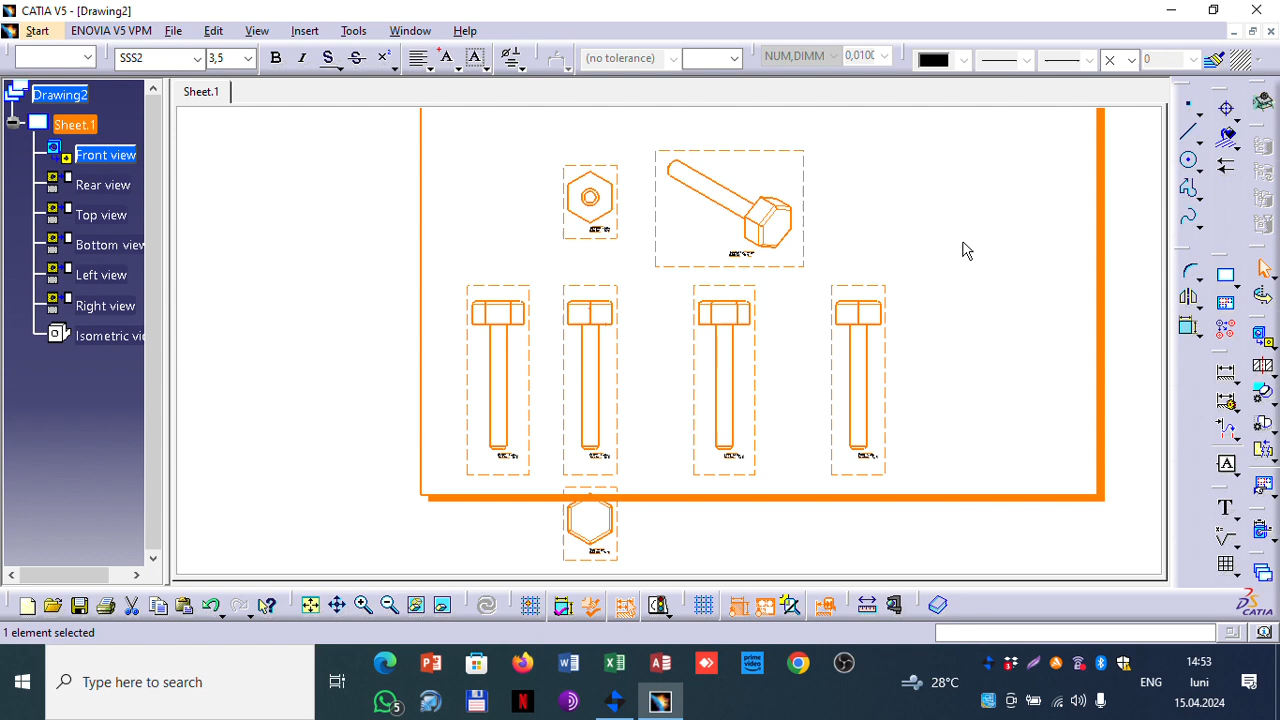 CATIA V5 - [Drawing2]
Start ENOVIA V5 VPM File Edit View Insert Tools Window Help
SSS2 3,5 B I S (no tolerance) NUM,DIMM 0,0100 0
Sheet.1
Drawing2
Sheet.1
Front view
Rear view
Top view
Bottom view
Left view
Right view
Isometric vi
1 element selected
CATIA
Type here to search
5
28°C
ENG
14:53
luni
15.04.2024